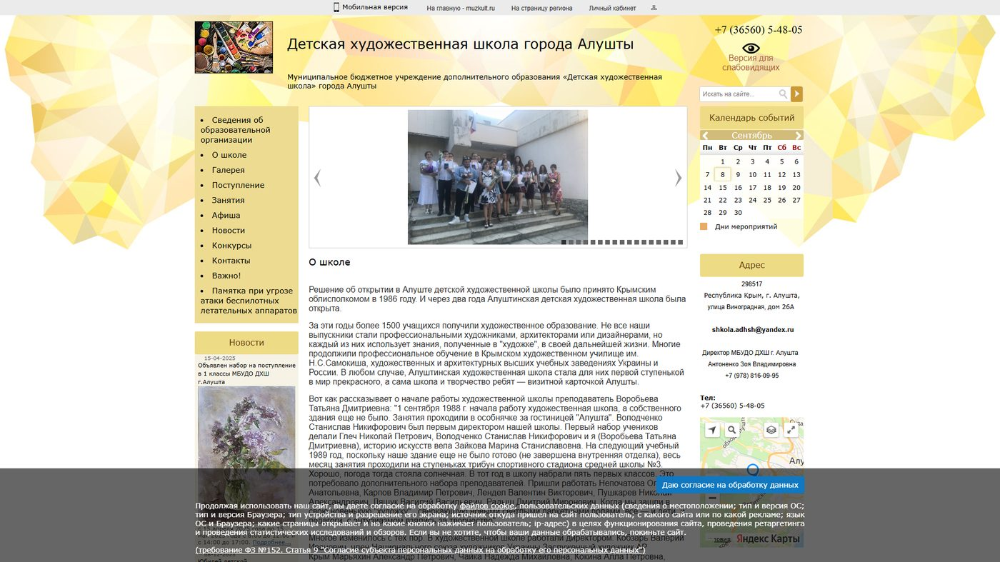 Мобильная версия
На главную - muzkult.ru
На страницу региона
Личный кабинет
Детская художественная школа города Алушты
Муниципальное бюджетное учреждение дополнительного образования «Детская художественная
школа» города Алушты
+7 (36560) 5-48-05
Версия для
слабовидящих
Искать на сайте...
Сведения об
образовательной
организации
О школе
Галерея
Поступление
Занятия
Афиша
Новости
Конкурсы
Контакты
Важно!
Памятка при угрозе
атаки беспилотных
летательных аппаратов
Новости
15-04-2025
Объявлен набор на поступление
в 1 классы МБУДО ДХШ
г.Алушта
с 14:00 до 17:00. Подробнее...
О школе
Решение об открытии в Алуште детской художественной школы было принято Крымским
облисполкомом в 1986 году. И через два года Алуштинская детская художественная школа была
открыта.
За эти годы более 1500 учащихся получили художественное образование. Не все наши
выпускники стали профессиональными художниками, архитекторами или дизайнерами, но
каждый из них использует знания, полученные в "художке", в своей дальнейшей жизни. Многие
продолжили профессиональное обучение в Крымском художественном училище им.
Н.С.Самокиша, художественных и архитектурных высших учебных заведениях Украины и
России. В любом случае, Алуштинская художественная школа стала для них первой ступенькой
в мир прекрасного, а сама школа и творчество ребят — визитной карточкой Алушты.
Вот как рассказывает о начале работы художественной школы преподаватель Воробьева
Татьяна Дмитриевна: "1 сентября 1988 г. начала работу художественная школа, а собственного
здания еще не было. Занятия проходили в особнячке за гостиницей "Алушта". Володченко
Станислав Никифорович был первым директором нашей школы. Первый набор учеников
делали Глеч Николай Петрович, Володченко Станислав Никифорович и я (Воробьева Татьяна
Дмитриевна), историю искусств вела Зайкова Марина Станиславовна. На следующий учебный
1989 год, поскольку наше здание еще не было готово (не завершена внутренняя отделка), весь
месяц занятия проходили на ступеньках трибун спортивного стадиона средней школы №3.
Хорошо, погода тогда стояла солнечная. В тот год в школу набрали пять первых классов. Это
потребовало дополнительного набора преподавателей. Пришли работать Непочатова
Анатольевна, Карпов Владимир Петрович, Лендел Валентин Викторович, Пушкарев Николай
Многое изменилось с тех пор. В художественной школе работали директором: Кобзарь Валерий
Крым Марьяхин Александр Петрович, Чайка Надежда Михайловна, Кокина Алла Петровна,
Календарь событий
Сентябрь
Пн Вт Ср Чт Пт Сб Вс
1 2 3 4 5 6
7 8 9 10 11 12 13
14 15 16 17 18 19 20
21 22 23 24 25 26 27
28 29 30
Дни мероприятий
Адрес
298517
Республика Крым, г. Алушта,
улица Виноградная, дом 26А
shkola.adhsh@yandex.ru
Директор МБУДО ДХШ г. Алушта
Антоненко Зоя Владимировна
+7 (978) 816-09-95
Тел:
+7 (36560) 5-48-05
Яндекс Карты
Даю согласие на обработку данных
Продолжая использовать наш сайт, вы даете согласие на обработку файлов cookie, пользовательских данных (сведения о местоположении; тип и версия ОС;
тип и версия Браузера; тип устройства и разрешение его экрана; источник откуда пришел на сайт пользователь; с какого сайта или по какой рекламе; язык
ОС и Браузера; какие страницы открывает и на какие кнопки нажимает пользователь; ip-адрес) в целях функционирования сайта, проведения ретаргетинга
и проведения статистических исследований и обзоров. Если вы не хотите, чтобы ваши данные обрабатывались, покиньте сайт.
(требование ФЗ №152. Статья 9 "Согласие субъекта персональных данных на обработку его персональных данных")